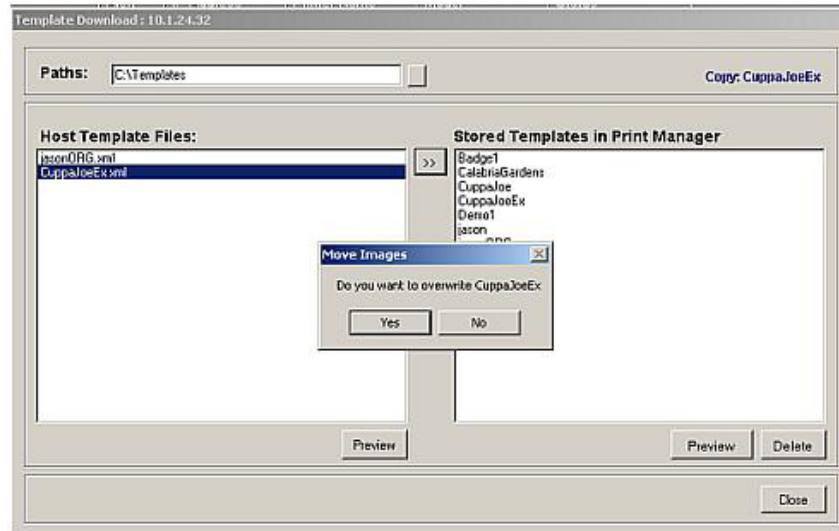 Template Download : 10.1.24.32
Paths:
C:\Templates
Copy: CuppaJoeEx
Host Template Files:
Stored Templates in Print Manager
jasonORG.xml
CuppaJoeEx.xml
>>
Badge1
CalabriaGardens
CuppaJoe
CuppaJoeEx
Demo1
jason
Move Images
Do you want to overwrite CuppaJoeEx
Yes
No
Preview
Preview
Delete
Close